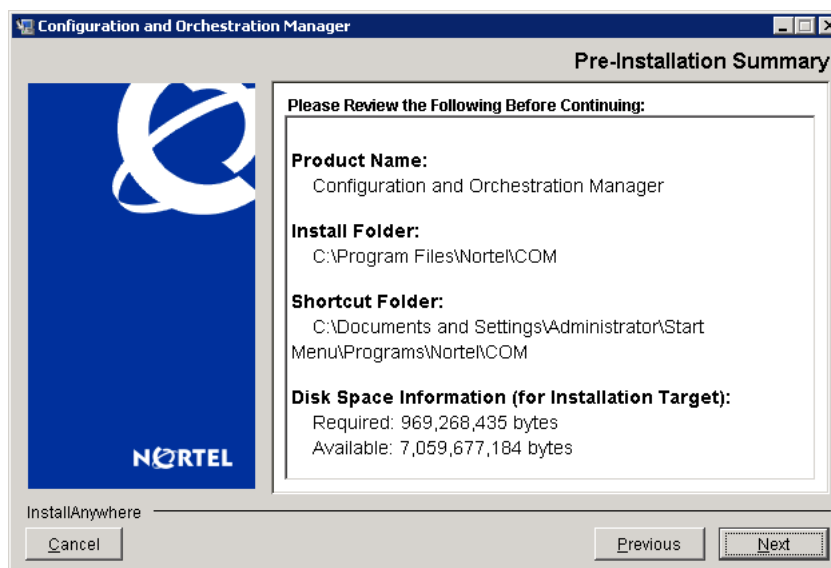 Configuration and Orchestration Manager
Pre-Installation Summary
Please Review the Following Before Continuing:
Product Name:
Configuration and Orchestration Manager
Install Folder:
C:\Program Files\Nortel\COM
Shortcut Folder:
C:\Documents and Settings\Administrator\Start
Menu\Programs\Nortel\COM
Disk Space Information (for Installation Target):
Required: 969,268,435 bytes
Available: 7,059,677,184 bytes
NORTEL
InstallAnywhere
Cancel
Previous
Next